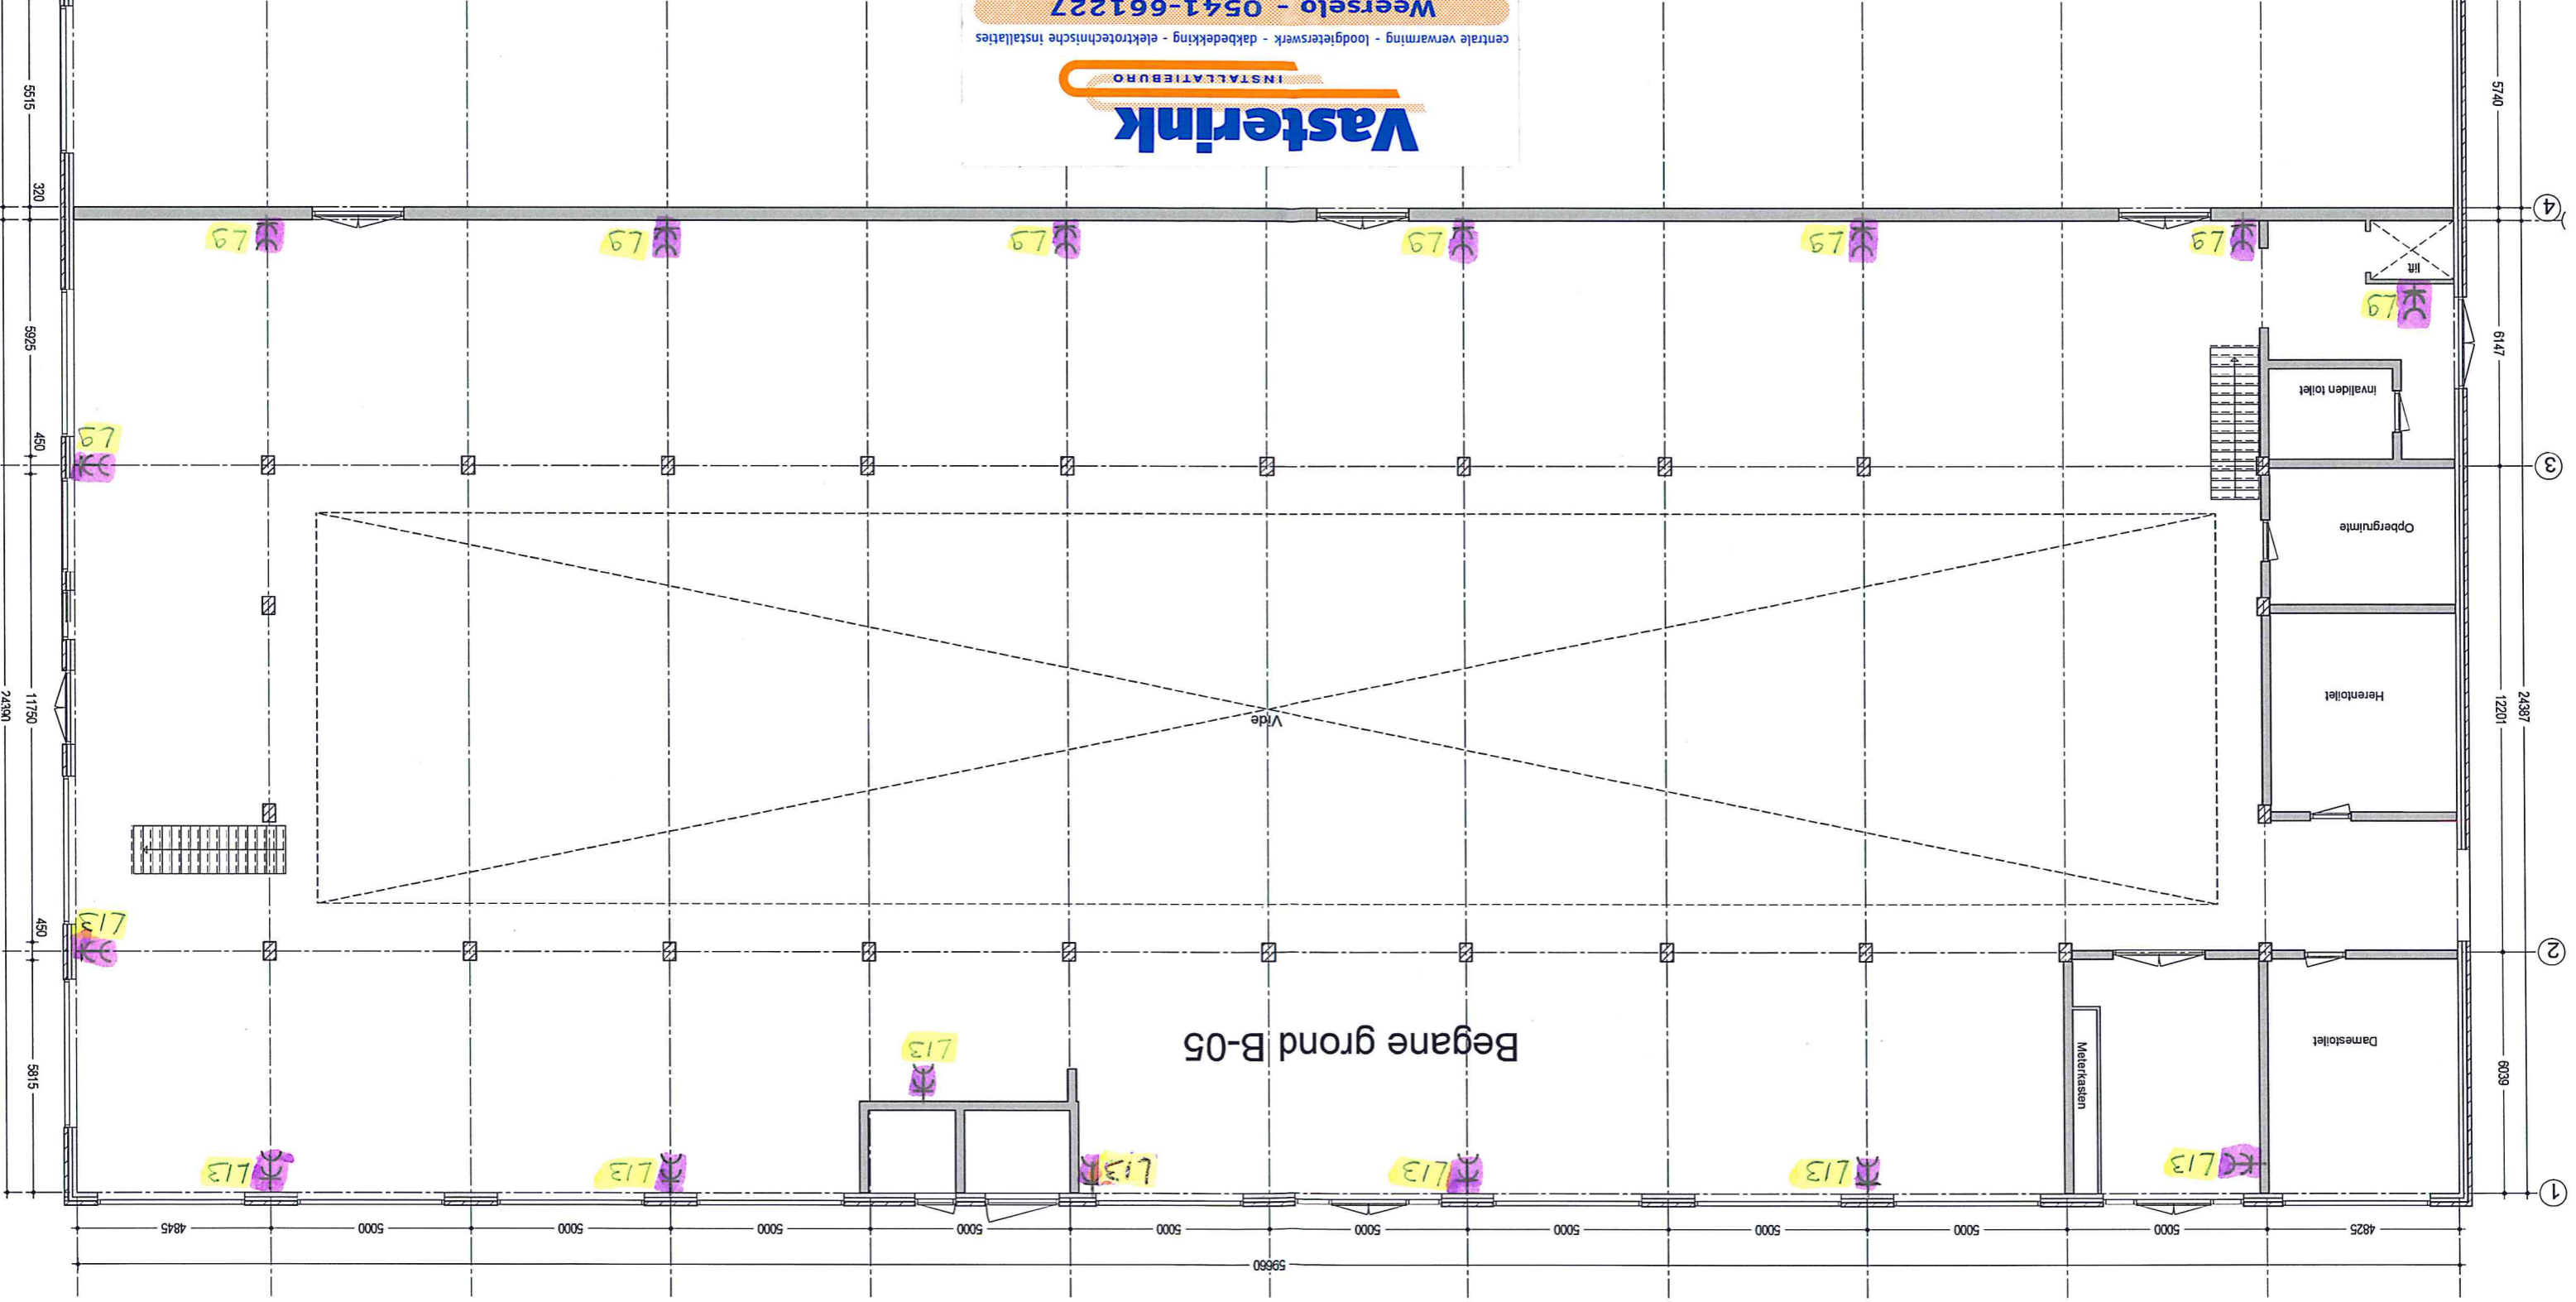 59660
4825 5000 5000 5000 5000 5000 5000 5000 5000 5000 5000 4845
1
L13 L13 L13 L13 L13 L13
L13
6039
5815
Damestoilet
Meterkasten
Begane grond B-05
2
450
L13
24387
12201
Herentoilet
Vide
11750
24390
Opbergruimte
3
450
L9
invaliden toilet
6147
5925
L9
lift
L9 L9 L9 L9 L9 L9
4
320
5740
5515
Vasterink
INSTALLATIEBURO
centrale verwarming - loodgieterswerk - dakbedekking - elektrotechnische installaties
Weerselo - 0541-661227